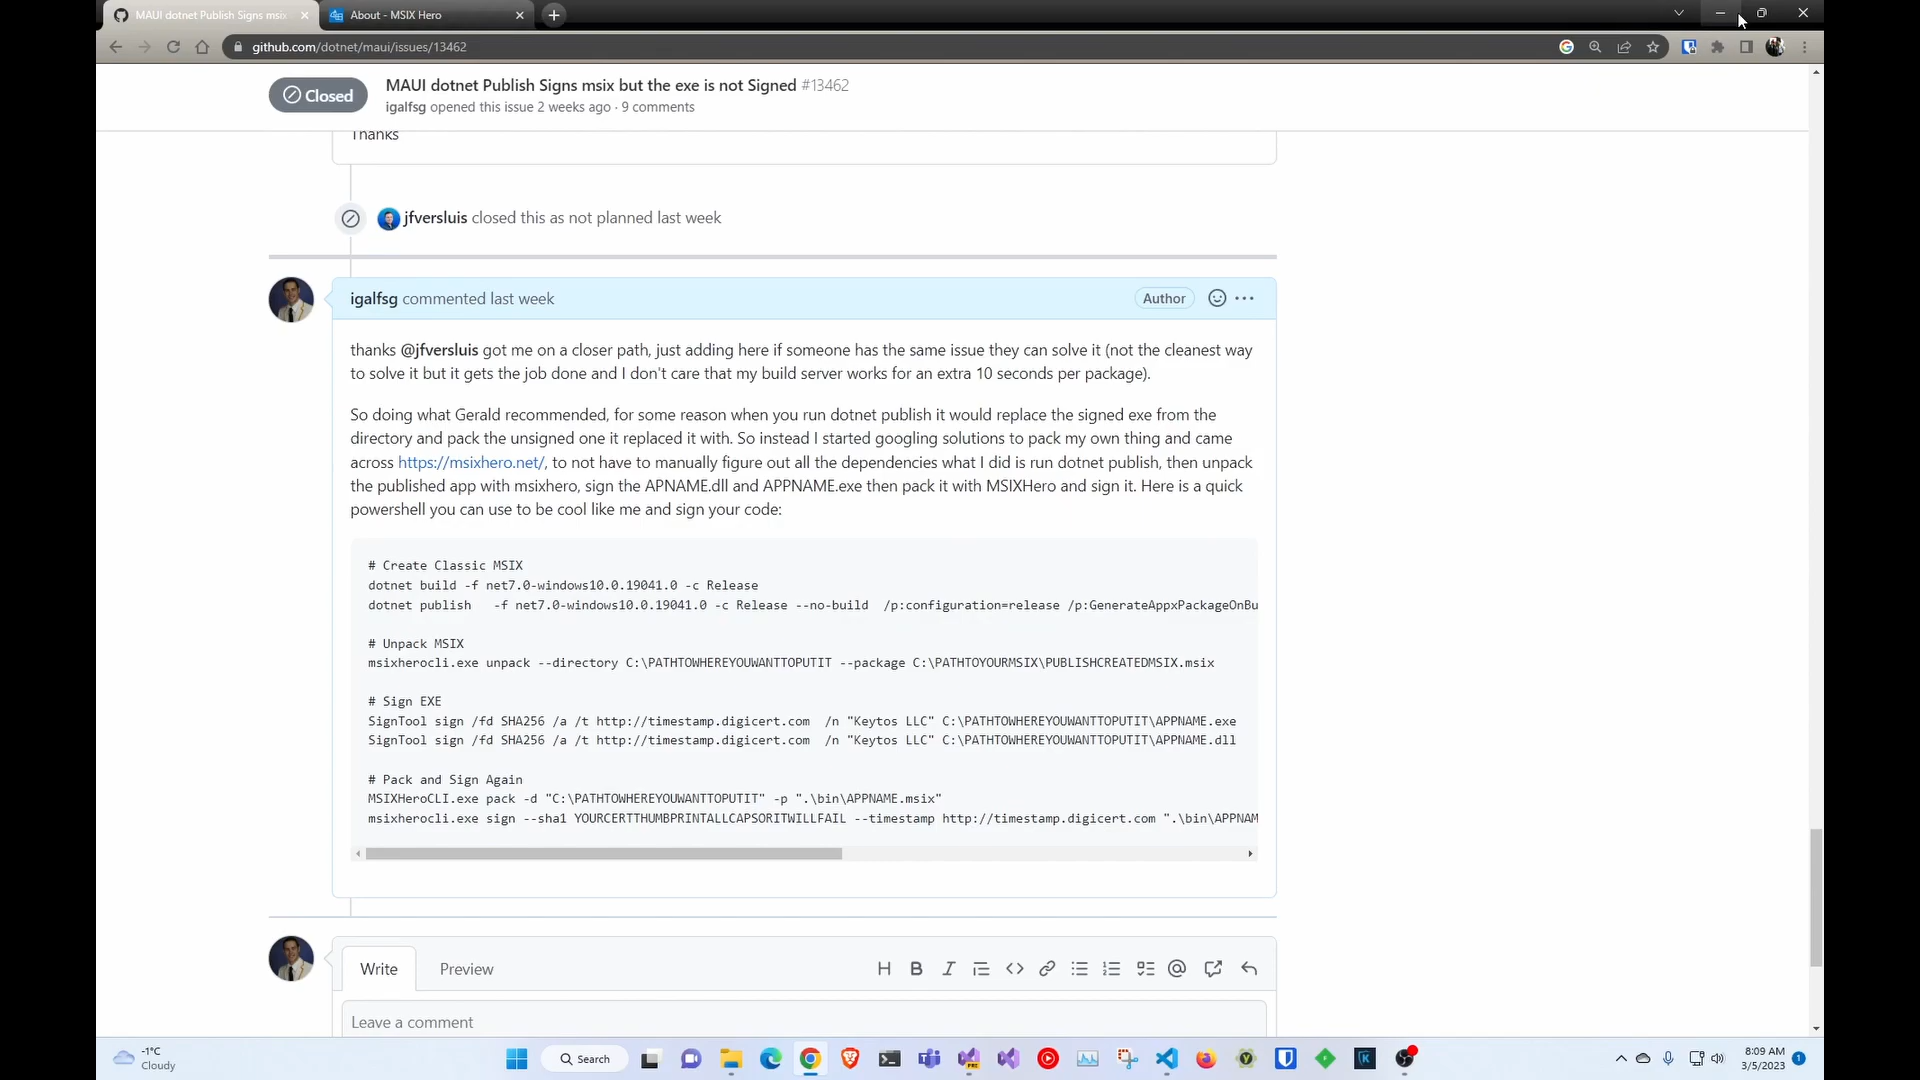 MAUI dotnet Publish Signs msix
About - MSIX Hero
github.com/dotnet/maui/issues/13462
Closed
MAUI dotnet Publish Signs msix but the exe is not Signed #13462
igalfsg opened this issue 2 weeks ago · 9 comments
Thanks
jfversluis closed this as not planned last week
igalfsg commented last week
Author
thanks @jfversluis got me on a closer path, just adding here if someone has the same issue they can solve it (not the cleanest way
to solve it but it gets the job done and I don't care that my build server works for an extra 10 seconds per package).
So doing what Gerald recommended, for some reason when you run dotnet publish it would replace the signed exe from the
directory and pack the unsigned one it replaced it with. So instead I started googling solutions to pack my own thing and came
across https://msixhero.net/, to not have to manually figure out all the dependencies what I did is run dotnet publish, then unpack
the published app with msixhero, sign the APNAME.dll and APPNAME.exe then pack it with MSIXHero and sign it. Here is a quick
powershell you can use to be cool like me and sign your code:
# Create Classic MSIX
dotnet build -f net7.0-windows10.0.19041.0 -c Release
dotnet publish   -f net7.0-windows10.0.19041.0 -c Release --no-build  /p:configuration=release /p:GenerateAppxPackageOnBu
# Unpack MSIX
msixherocli.exe unpack --directory C:\PATHTOWHEREYOUWANTTOPUTIT --package C:\PATHTOYOURMSIX\PUBLISHCREATEDMSIX.msix
# Sign EXE
SignTool sign /fd SHA256 /a /t http://timestamp.digicert.com  /n "Keytos LLC" C:\PATHTOWHEREYOUWANTTOPUTIT\APPNAME.exe
SignTool sign /fd SHA256 /a /t http://timestamp.digicert.com  /n "Keytos LLC" C:\PATHTOWHEREYOUWANTTOPUTIT\APPNAME.dll
# Pack and Sign Again
MSIXHeroCLI.exe pack -d "C:\PATHTOWHEREYOUWANTTOPUTIT" -p ".\bin\APPNAME.msix"
msixherocli.exe sign --sha1 YOURCERTTHUMBPRINTALLCAPSORITWILLFAIL --timestamp http://timestamp.digicert.com ".\bin\APPNAM
Write
Preview
Leave a comment
-1°C
Cloudy
Search
8:09 AM
3/5/2023
1